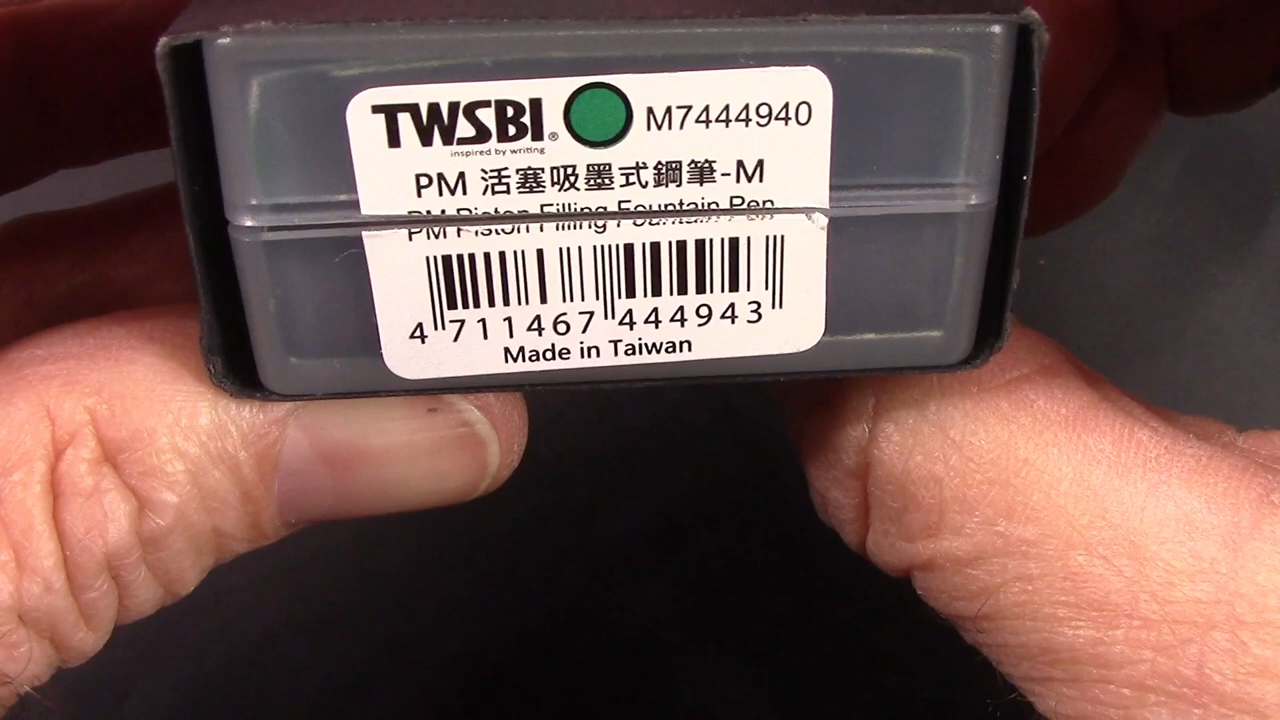 TWSBI® M7444940
inspired by writing
PM 活塞吸墨式鋼筆-M
PM Piston Filling Fountain Pen
4 711467 444943
Made in Taiwan